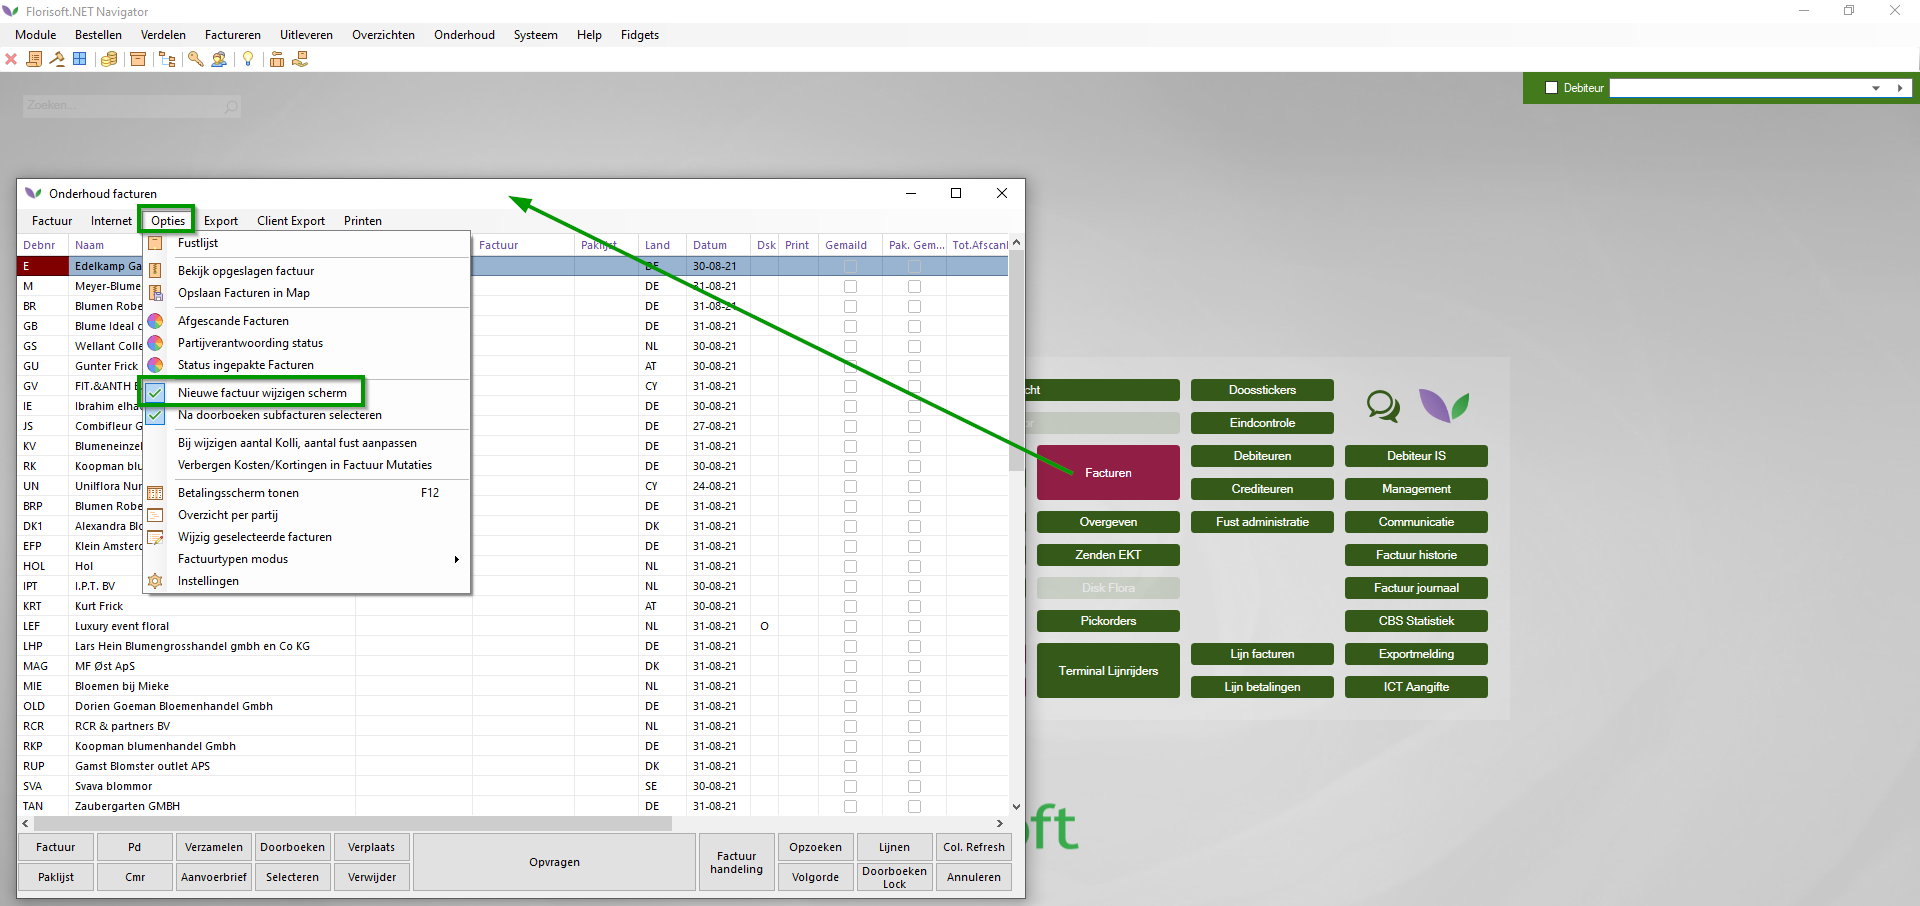 Florisoft.NET Navigator
Module Bestellen Verdelen Factureren Uitleveren Overzichten Onderhoud Systeem Help Fidgets
Zoeken...
Debiteur
Onderhoud facturen
Factuur Internet Opties Export Client Export Printen
Debnr Naam Factuur Paklijst Land Datum Dsk Print Gemaild Pak. Gem... Tot.Afscanl
E Edelkamp Ga DE 30-08-21
M Meyer-Blume DE 31-08-21
BR Blumen Robe DE 31-08-21
GB Blume Ideal DE 31-08-21
GS Wellant Colle NL 30-08-21
GU Gunter Frick AT 30-08-21
GV FIT.&ANTH CY 31-08-21
IE Ibrahim elha DE 30-08-21
JS Combifleur G DE 27-08-21
KV Blumeneinzel DE 31-08-21
RK Koopman blu DE 30-08-21
UN Unilflora Nur CY 24-08-21
BRP Blumen Robe DE 31-08-21
DK1 Alexandra Blo DK 31-08-21
EFP Klein Amsterd DE 31-08-21
HOL Hol NL 31-08-21
IPT I.P.T. BV NL 30-08-21
KRT Kurt Frick AT 30-08-21
LEF Luxury event floral NL 31-08-21 O
LHP Lars Hein Blumengrosshandel gmbh en Co KG DE 31-08-21
MAG MF Øst ApS DK 31-08-21
MIE Bloemen bij Mieke NL 31-08-21
OLD Dorien Goeman Bloemenhandel Gmbh DE 31-08-21
RCR RCR & partners BV NL 31-08-21
RKP Koopman blumenhandel Gmbh DE 31-08-21
RUP Gamst Blomster outlet APS DK 31-08-21
SVA Svava blommor SE 30-08-21
TAN Zaubergarten GMBH DE 31-08-21
Fustlijst
Bekijk opgeslagen factuur
Opslaan Facturen in Map
Afgescande Facturen
Partijverantwoording status
Status ingepakte Facturen
Nieuwe factuur wijzigen scherm
Na doorboeken subfacturen selecteren
Bij wijzigen aantal Kolli, aantal fust aanpassen
Verbergen Kosten/Kortingen in Factuur Mutaties
Betalingsscherm tonen F12
Overzicht per partij
Wijzig geselecteerde facturen
Factuurtypen modus
Instellingen
Factuur Pd Verzamelen Doorboeken Verplaats
Paklijst Cmr Aanvoerbrief Selecteren Verwijder
Opvragen
Factuur
handeling
Opzoeken Lijnen Col. Refresh
Volgorde Doorboeken
Lock
Annuleren
cht Doosstickers
or Eindcontrole
Facturen Debiteuren Debiteur IS
Crediteuren Management
Overgeven Fust administratie Communicatie
Zenden EKT Factuur historie
Disk Flora Factuur journaal
Pickorders CBS Statistiek
Terminal Lijnrijders Lijn facturen Exportmelding
Lijn betalingen ICT Aangifte
oft